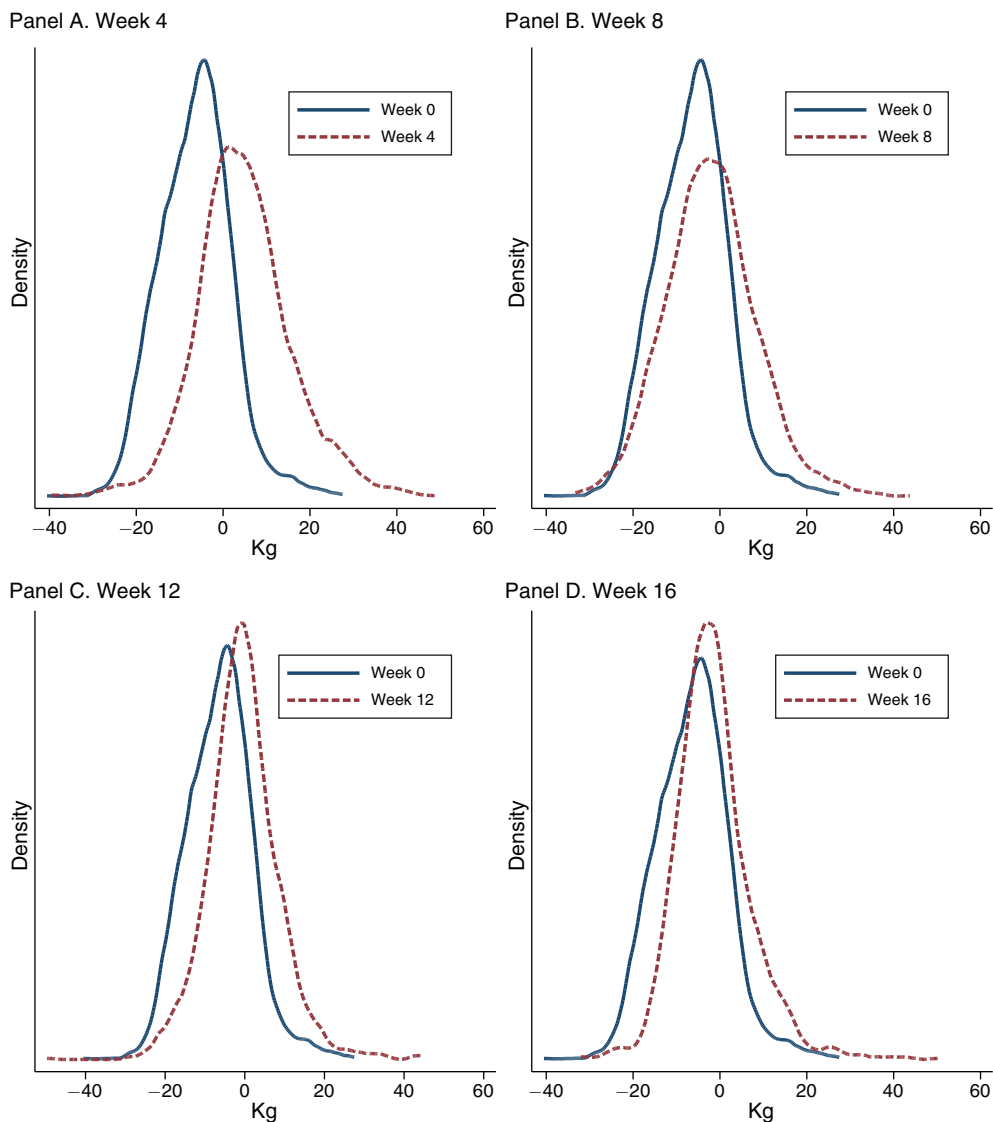 Panel A. Week 4
Week 0
Week 4
Density
−40 −20 0 20 40 60
Kg
Panel B. Week 8
Week 0
Week 8
Density
−40 −20 0 20 40 60
Kg
Panel C. Week 12
Week 0
Week 12
Density
−40 −20 0 20 40 60
Kg
Panel D. Week 16
Week 0
Week 16
Density
−40 −20 0 20 40 60
Kg